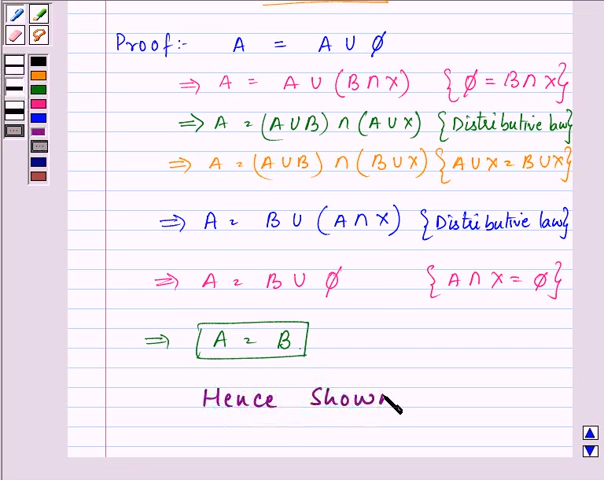 Proof:- A = A ∪ ∅
⇒ A = A ∪ (B ∩ X) {∅ = B ∩ X}
⇒ A = (A ∪ B) ∩ (A ∪ X) {Distributive law}
⇒ A = (A ∪ B) ∩ (B ∪ X) {A ∪ X = B ∪ X}
⇒ A = B ∪ (A ∩ X) {Distributive law}
⇒ A = B ∪ ∅ {A ∩ X = ∅}
⇒ A = B.
Hence Shown